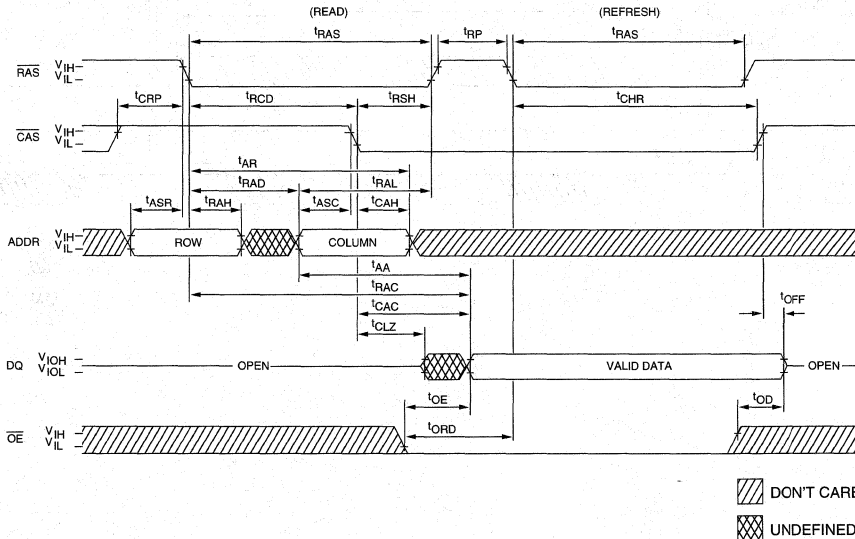 (READ) (REFRESH)
tRAS tRP tRAS
RAS VIH VIL
tCRP tRCD tRSH tCHR
CAS VIH VIL
tAR
tRAD tRAL
tASR tRAH tASC tCAH
ADDR VIH VIL ROW COLUMN
tAA
tRAC
tCAC tOFF
tCLZ
DQ VIOH VIOL OPEN VALID DATA OPEN
tOE tOD
tORD
OE VIH VIL
DON'T CARE
UNDEFINED